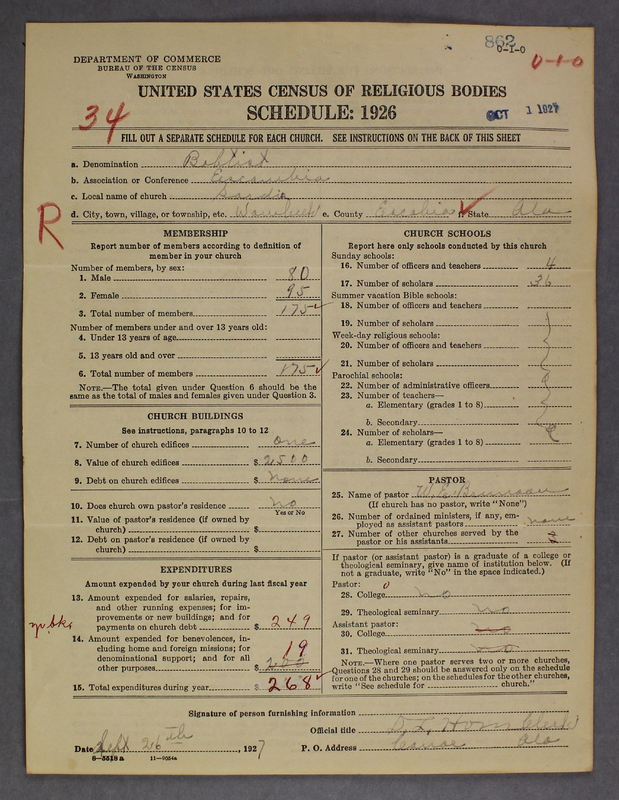 862
0-1-0
0-1-0
DEPARTMENT OF COMMERCE
BUREAU OF THE CENSUS
WASHINGTON
UNITED STATES CENSUS OF RELIGIOUS BODIES
SCHEDULE: 1926
34
OCT 1 1927
FILL OUT A SEPARATE SCHEDULE FOR EACH CHURCH. SEE INSTRUCTIONS ON THE BACK OF THIS SHEET
a. Denomination Babtist
b. Association or Conference Escambia
c. Local name of church
d. City, town, village, or township, etc. e. County f. State Ala
R
MEMBERSHIP
Report number of members according to definition of
member in your church
Number of members, by sex:
1. Male 80
2. Female 95
3. Total number of members 175
Number of members under and over 13 years old:
4. Under 13 years of age
5. 13 years old and over
6. Total number of members 175
NOTE.—The total given under Question 6 should be the
same as the total of males and females given under Question 3.
CHURCH BUILDINGS
See instructions, paragraphs 10 to 12
7. Number of church edifices one
8. Value of church edifices $ 2500
9. Debt on church edifices $ none
10. Does church own pastor's residence no
Yes or No
11. Value of pastor's residence (if owned by
church) $
12. Debt on pastor's residence (if owned by
church) $
EXPENDITURES
Amount expended by your church during last fiscal year
13. Amount expended for salaries, repairs,
and other running expenses; for im-
provements or new buildings; and for
payments on church debt $ 249
14. Amount expended for benevolences, in-
cluding home and foreign missions; for
denominational support; and for all
other purposes $ 19
15. Total expenditures during year $ 268
CHURCH SCHOOLS
Report here only schools conducted by this church
Sunday schools:
16. Number of officers and teachers 4
17. Number of scholars 36
Summer vacation Bible schools:
18. Number of officers and teachers
19. Number of scholars
Week-day religious schools:
20. Number of officers and teachers
21. Number of scholars
Parochial schools:
22. Number of administrative officers
23. Number of teachers—
a. Elementary (grades 1 to 8)
b. Secondary
24. Number of scholars—
a. Elementary (grades 1 to 8)
b. Secondary
PASTOR
25. Name of pastor W. E.
(If church has no pastor, write "None")
26. Number of ordained ministers, if any, em-
ployed as assistant pastors none
27. Number of other churches served by the
pastor or his assistants
If pastor (or assistant pastor) is a graduate of a college or
theological seminary, give name of institution below. (If
not a graduate, write "No" in the space indicated.)
Pastor:
28. College no
29. Theological seminary no
Assistant pastor:
30. College no
31. Theological seminary no
NOTE.—Where one pastor serves two or more churches,
Questions 28 and 29 should be answered only on the schedule
for one of the churches; on the schedules for the other churches,
write "See schedule for church."
Signature of person furnishing information
Official title Horn Clerk
Date Sept 26th, 1927 P. O. Address Canoe Ala
8-5518 a 11-9034a